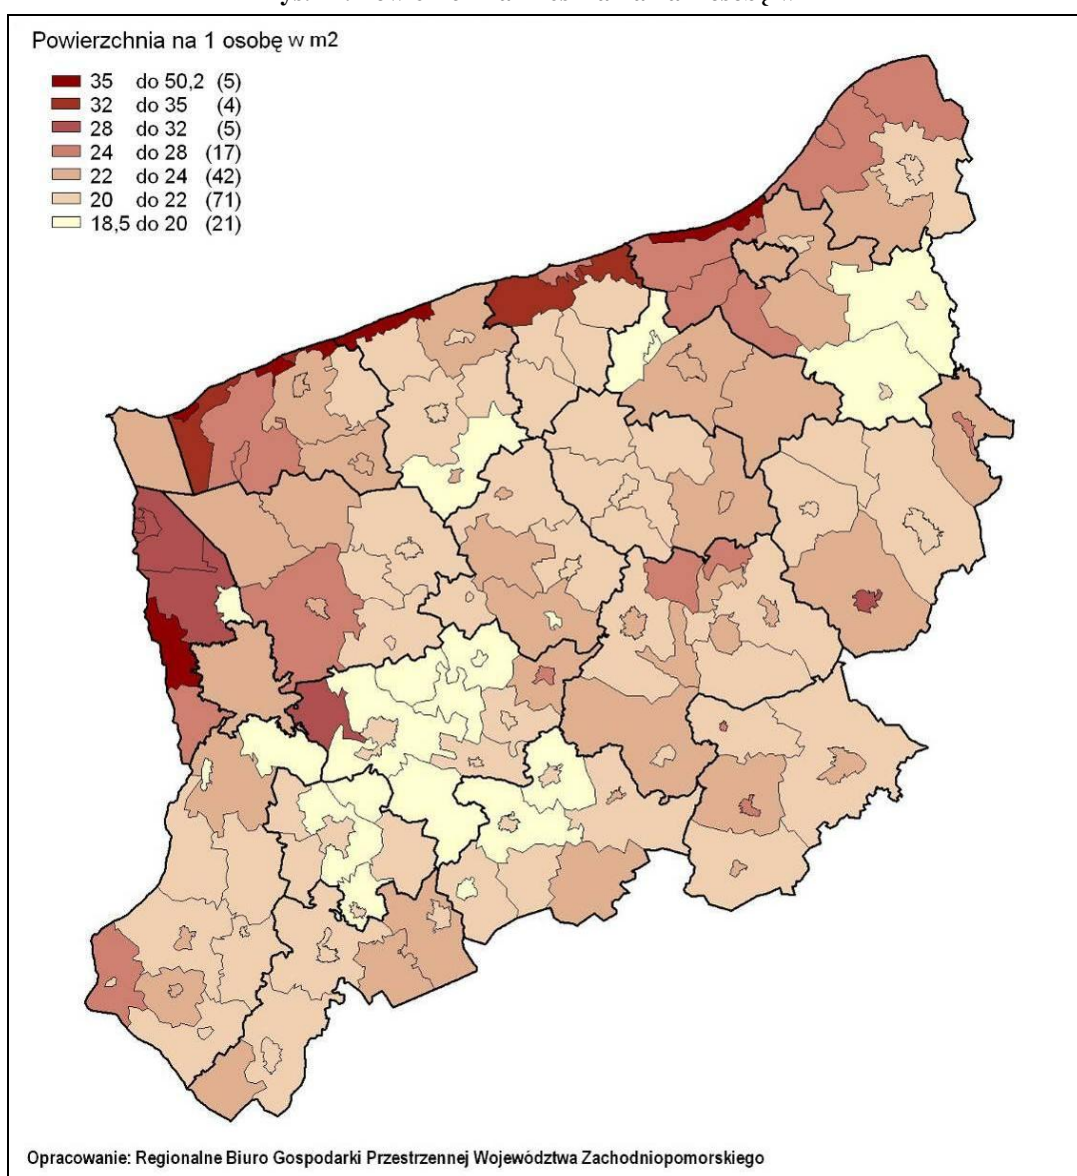 Powierzchnia na 1 osobę w m2
35 do 50,2 (5)
32 do 35 (4)
28 do 32 (5)
24 do 28 (17)
22 do 24 (42)
20 do 22 (71)
18,5 do 20 (21)
Opracowanie: Regionalne Biuro Gospodarki Przestrzennej Województwa Zachodniopomorskiego